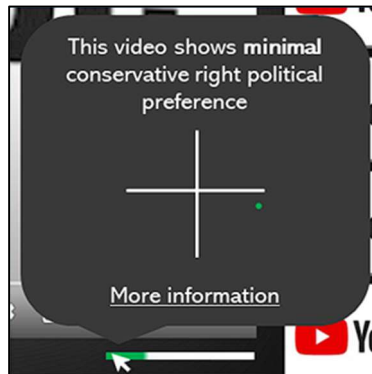 This video shows minimal
conservative right political
preference
More information